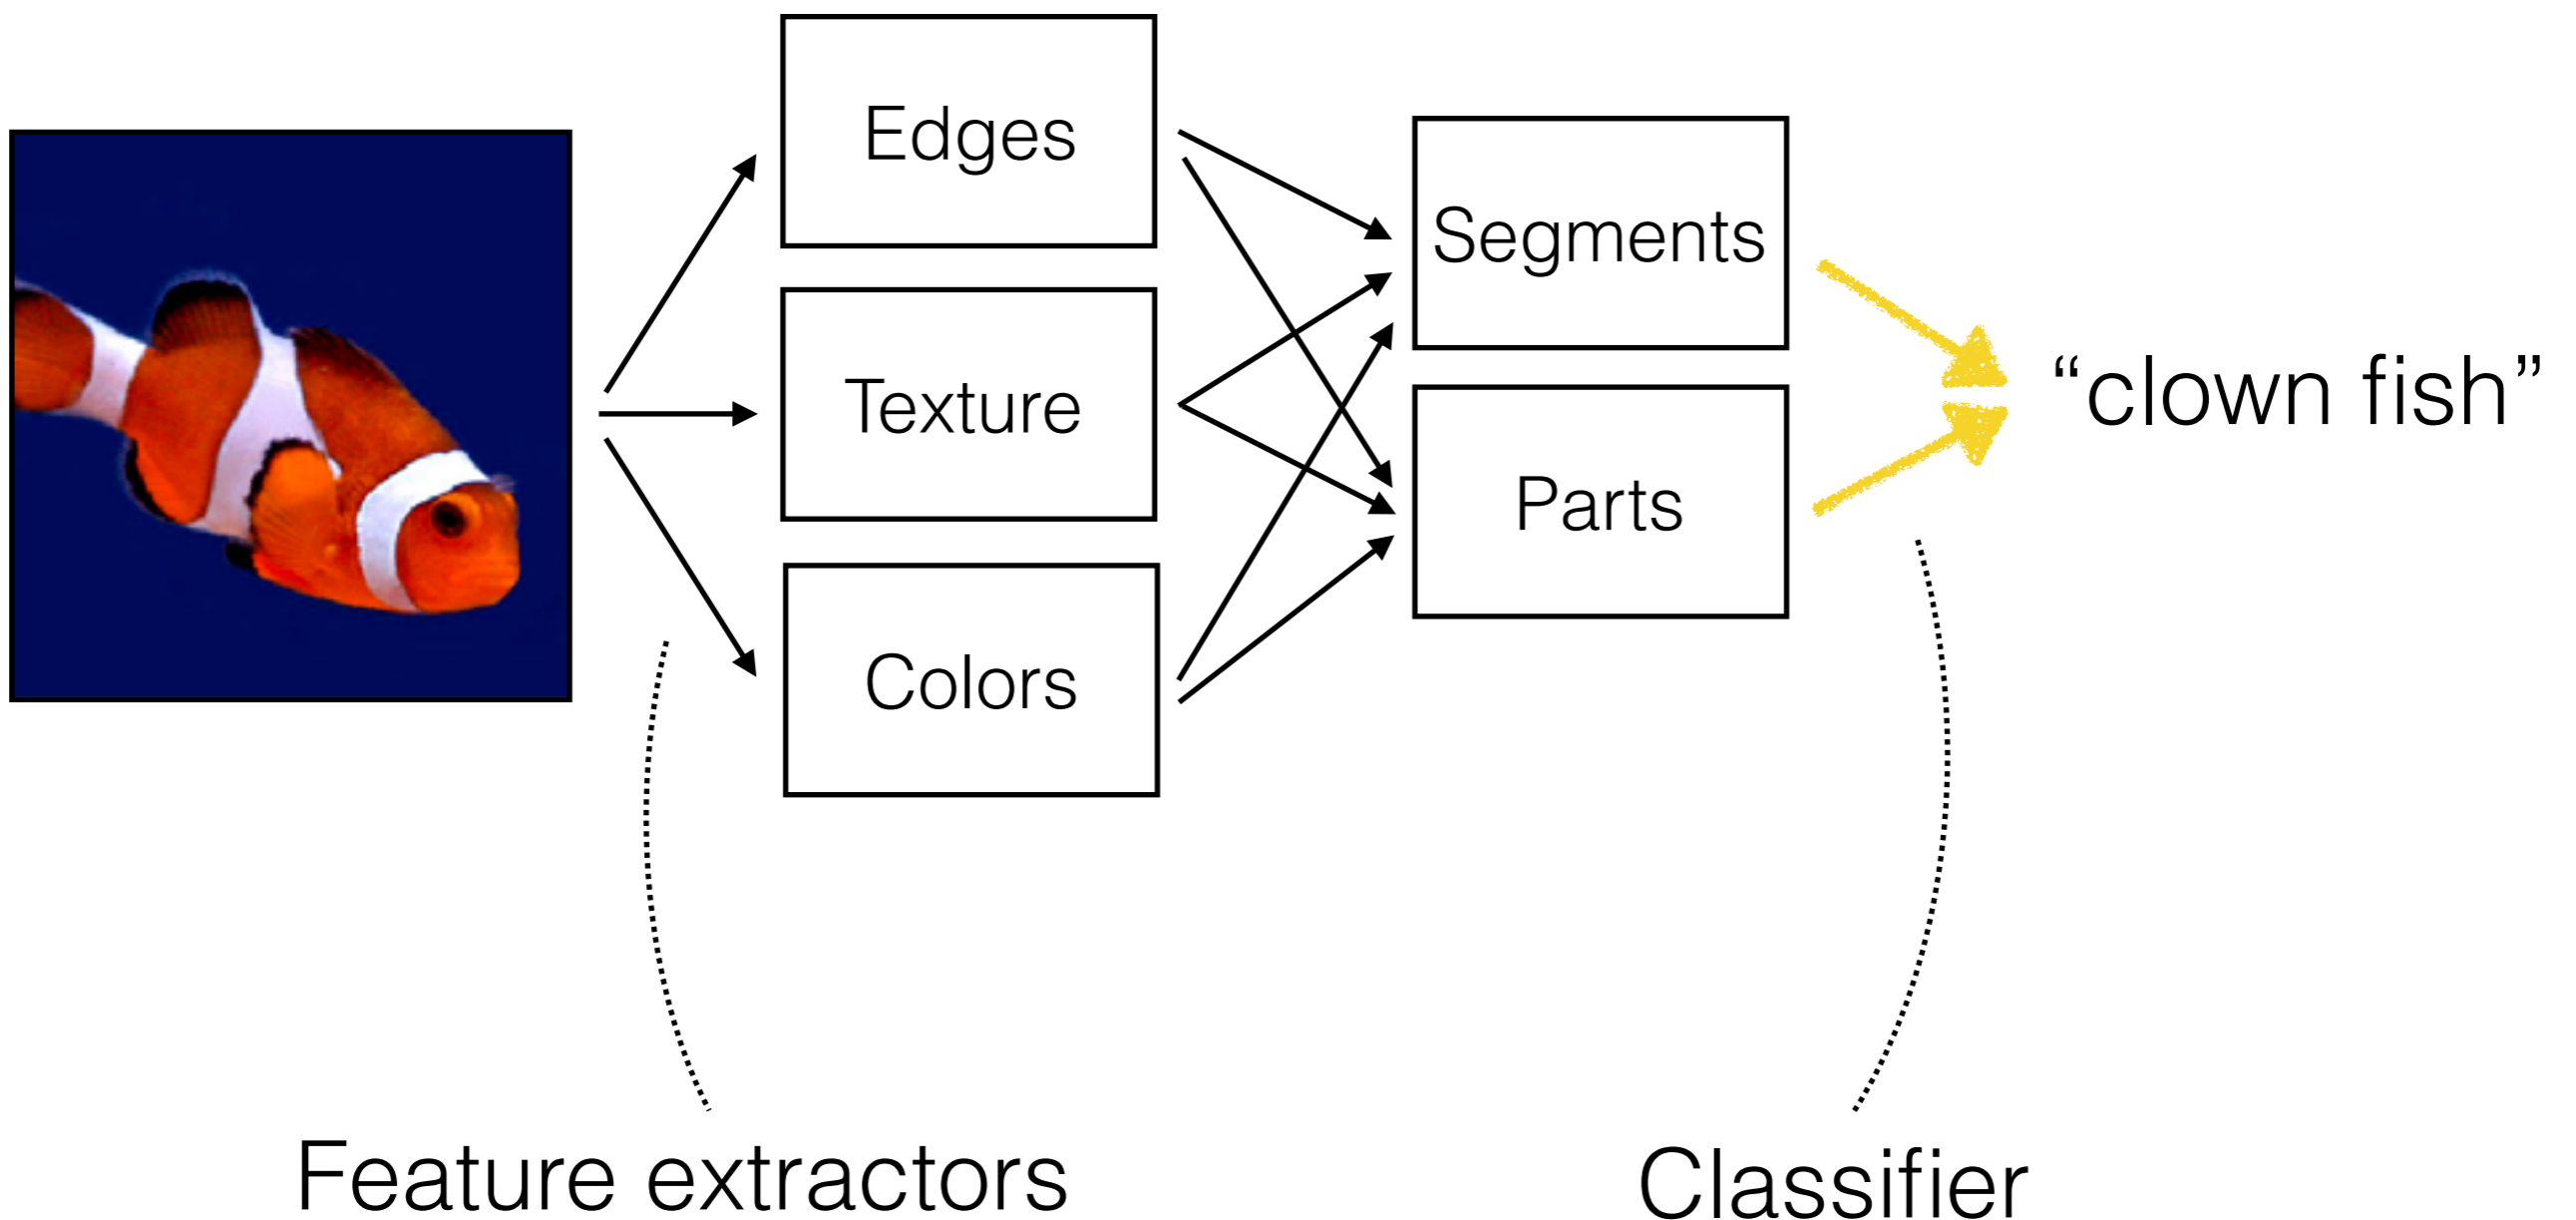 Edges
Texture
Colors
Segments
Parts
“clown fish”
Feature extractors
Classifier